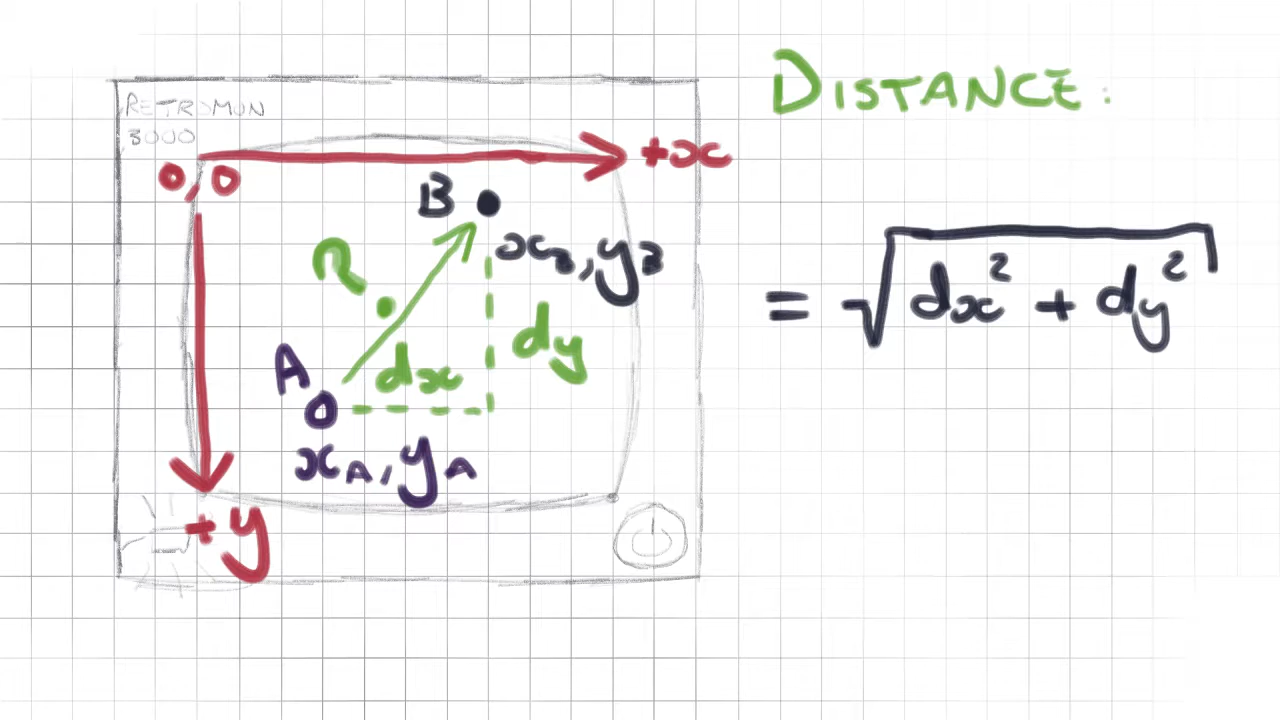 DISTANCE:
RETROMON
3000
+x
0,0
B
xB,yB
?
dy
= √dx² + dy²
A
dx
xA,yA
+y